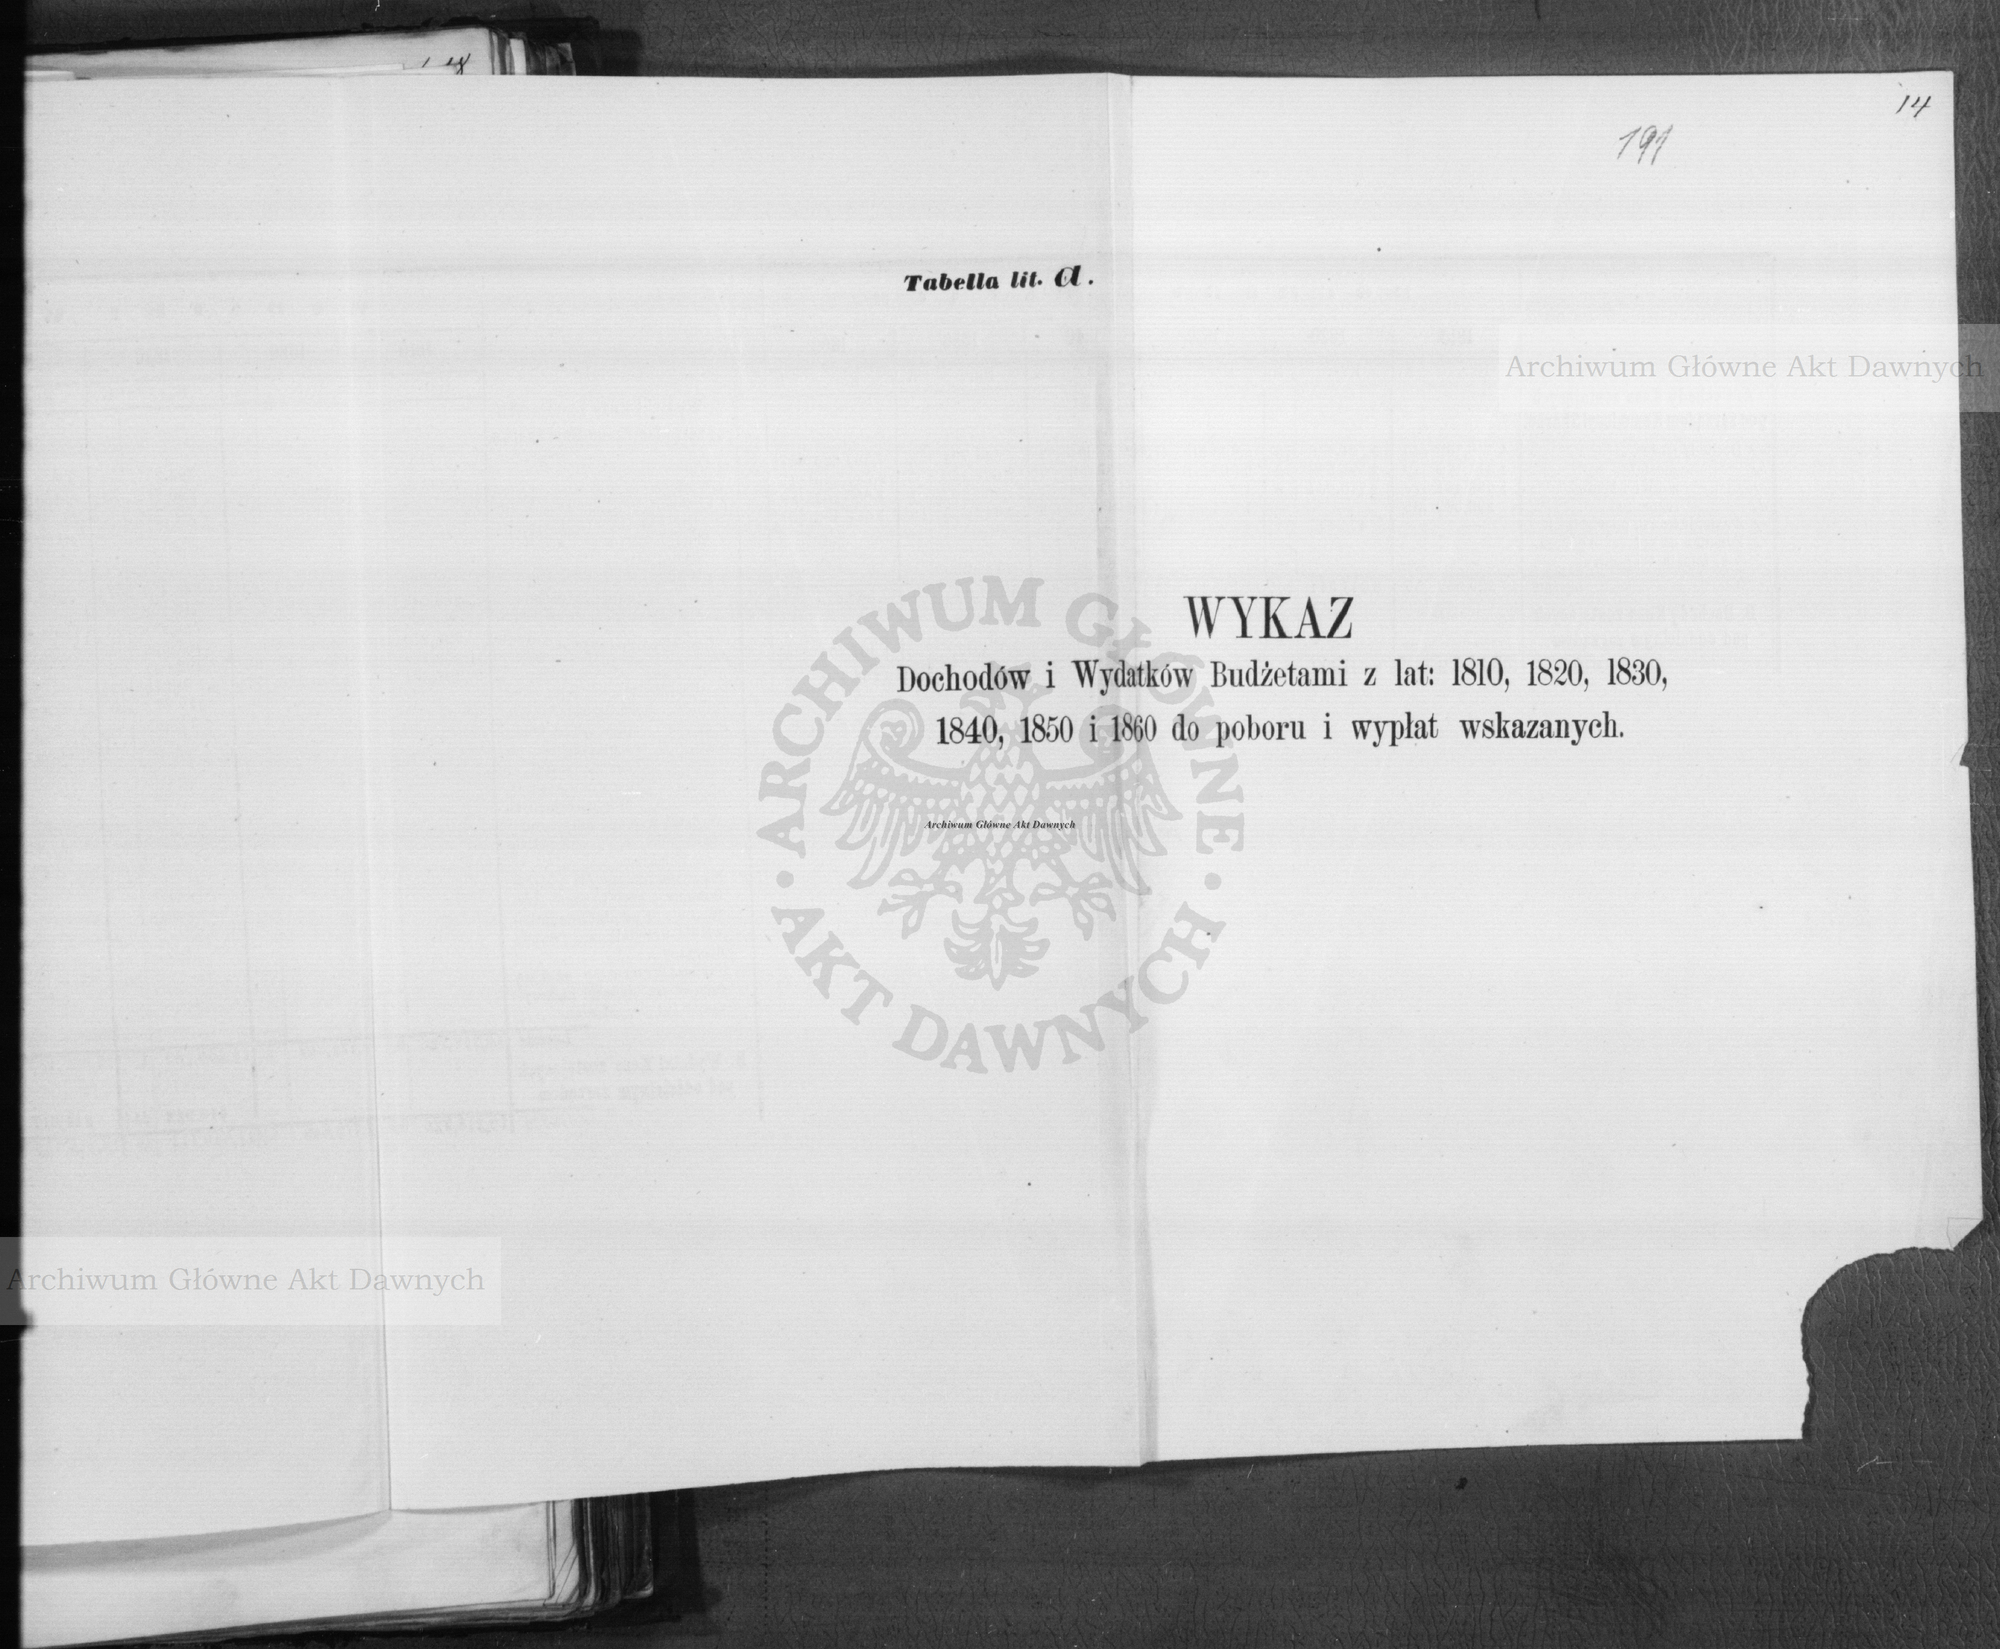 14
191
Tabella lit. a.
Archiwum Główne Akt Dawnych
WYKAZ
Dochodów i Wydatków Budżetami z lat: 1810, 1820, 1830,
1840, 1850 i 1860 do poboru i wypłat wskazanych.
ARCHIWUM GŁÓWNE
AKT DAWNYCH
Archiwum Główne Akt Dawnych
Archiwum Główne Akt Dawnych